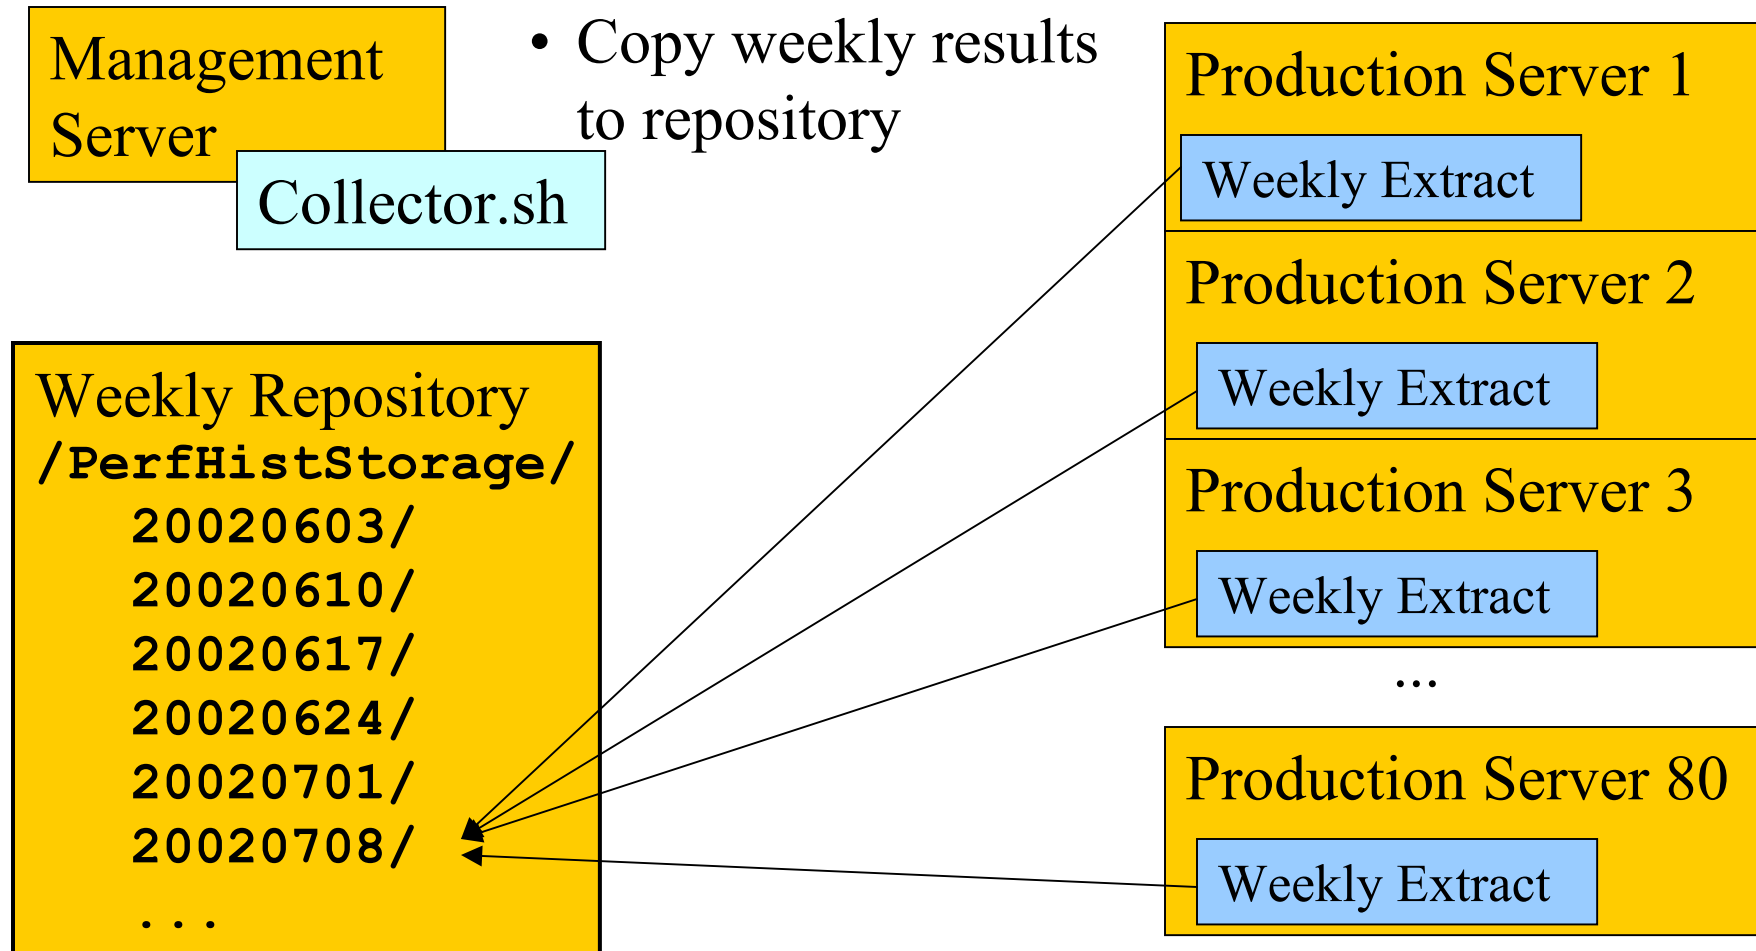 Management
Server
Collector.sh
• Copy weekly results
to repository
Weekly Repository
/PerfHistStorage/
20020603/
20020610/
20020617/
20020624/
20020701/
20020708/
...
Production Server 1
Weekly Extract
Production Server 2
Weekly Extract
Production Server 3
Weekly Extract
...
Production Server 80
Weekly Extract